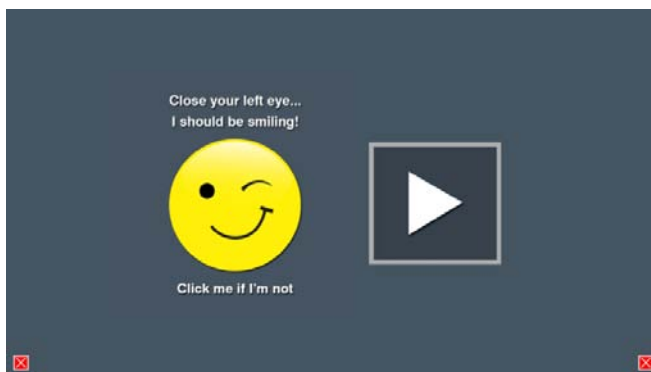 Close your left eye...
I should be smiling!
Click me if I'm not